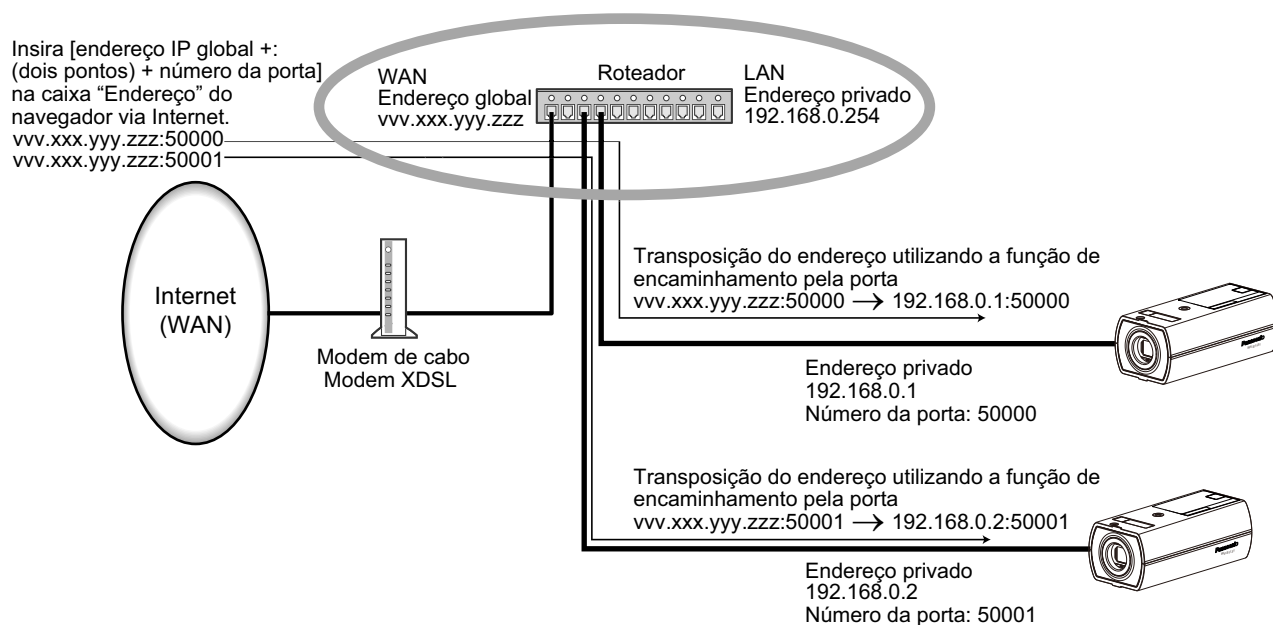 Insira [endereço IP global +:
(dois pontos) + número da porta]
na caixa “Endereço” do
navegador via Internet.
vvv.xxx.yyy.zzz:50000
vvv.xxx.yyy.zzz:50001
WAN
Endereço global
vvv.xxx.yyy.zzz
Roteador
LAN
Endereço privado
192.168.0.254
Internet
(WAN)
Modem de cabo
Modem XDSL
Transposição do endereço utilizando a função de
encaminhamento pela porta
vvv.xxx.yyy.zzz:50000 → 192.168.0.1:50000
Panasonic
Endereço privado
192.168.0.1
Número da porta: 50000
Transposição do endereço utilizando a função de
encaminhamento pela porta
vvv.xxx.yyy.zzz:50001 → 192.168.0.2:50001
Panasonic
Endereço privado
192.168.0.2
Número da porta: 50001